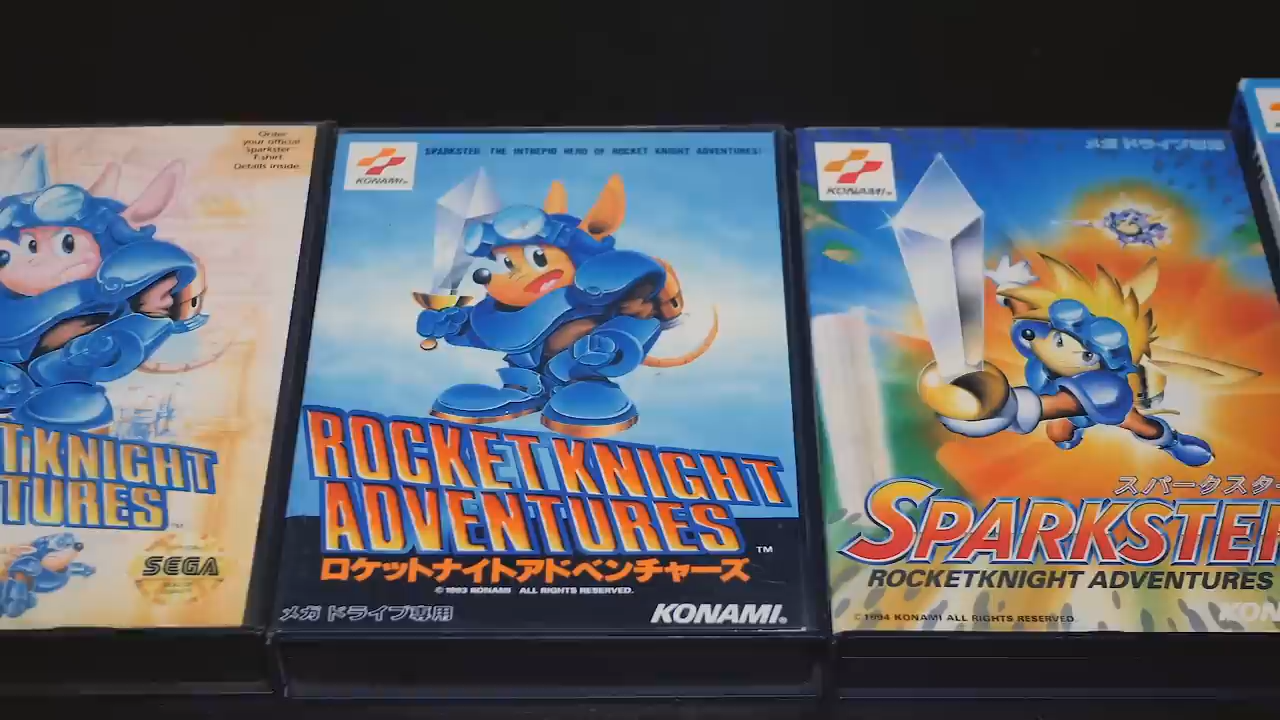 Order
your official
Sparkster
T-shirt.
Details inside.
T KNIGHT
TURES
SEGA
KONAMI
SPARKSTER THE INTREPID HERO OF ROCKET KNIGHT ADVENTURES!
ROCKET KNIGHT
ADVENTURES
TM
ロケットナイトアドベンチャーズ
© 1993 KONAMI ALL RIGHTS RESERVED.
メガドライブ専用
KONAMI.
KONAMI
メガドライブ専用
スパークスター
SPARKSTER
ROCKETKNIGHT ADVENTURES
© 1994 KONAMI ALL RIGHTS RESERVED.
KON